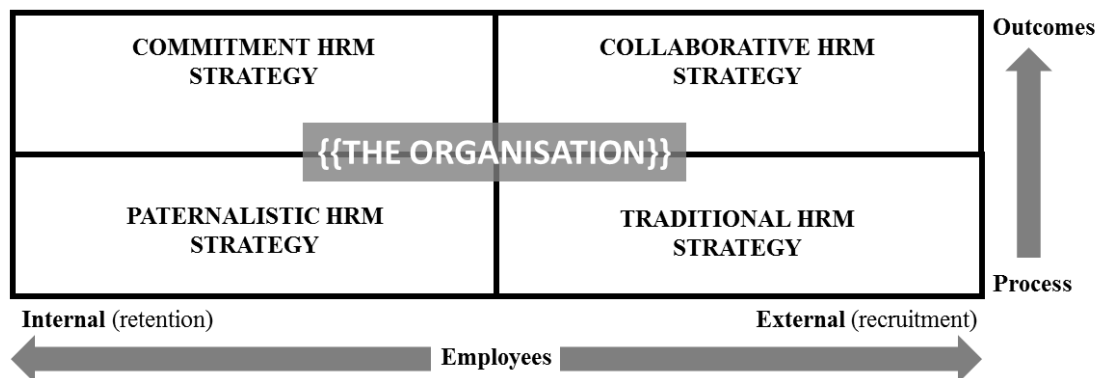 COMMITMENT HRM
STRATEGY
COLLABORATIVE HRM
STRATEGY
Outcomes
{{THE ORGANISATION}}
PATERNALISTIC HRM
STRATEGY
TRADITIONAL HRM
STRATEGY
Process
Internal (retention)
External (recruitment)
Employees